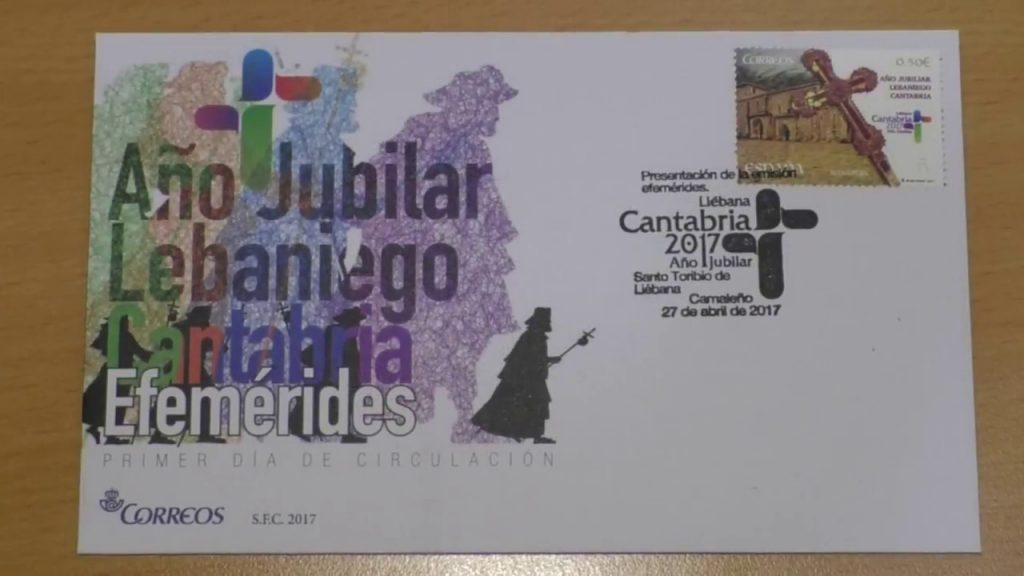 Año Jubilar
Lebaniego
Cantabria
Efemérides
PRIMER DÍA DE CIRCULACIÓN
CORREOS S.F.C. 2017
CORREOS
0,50€
AÑO JUBILAR
LEBANIEGO
CANTABRIA
Cantabria
2017
ESPAÑA
Presentación de la emisión
efemérides.
Liébana
Cantabria
2017
Año Jubilar
Santo Toribio de
Liébana
Camaleño
27 de abril de 2017